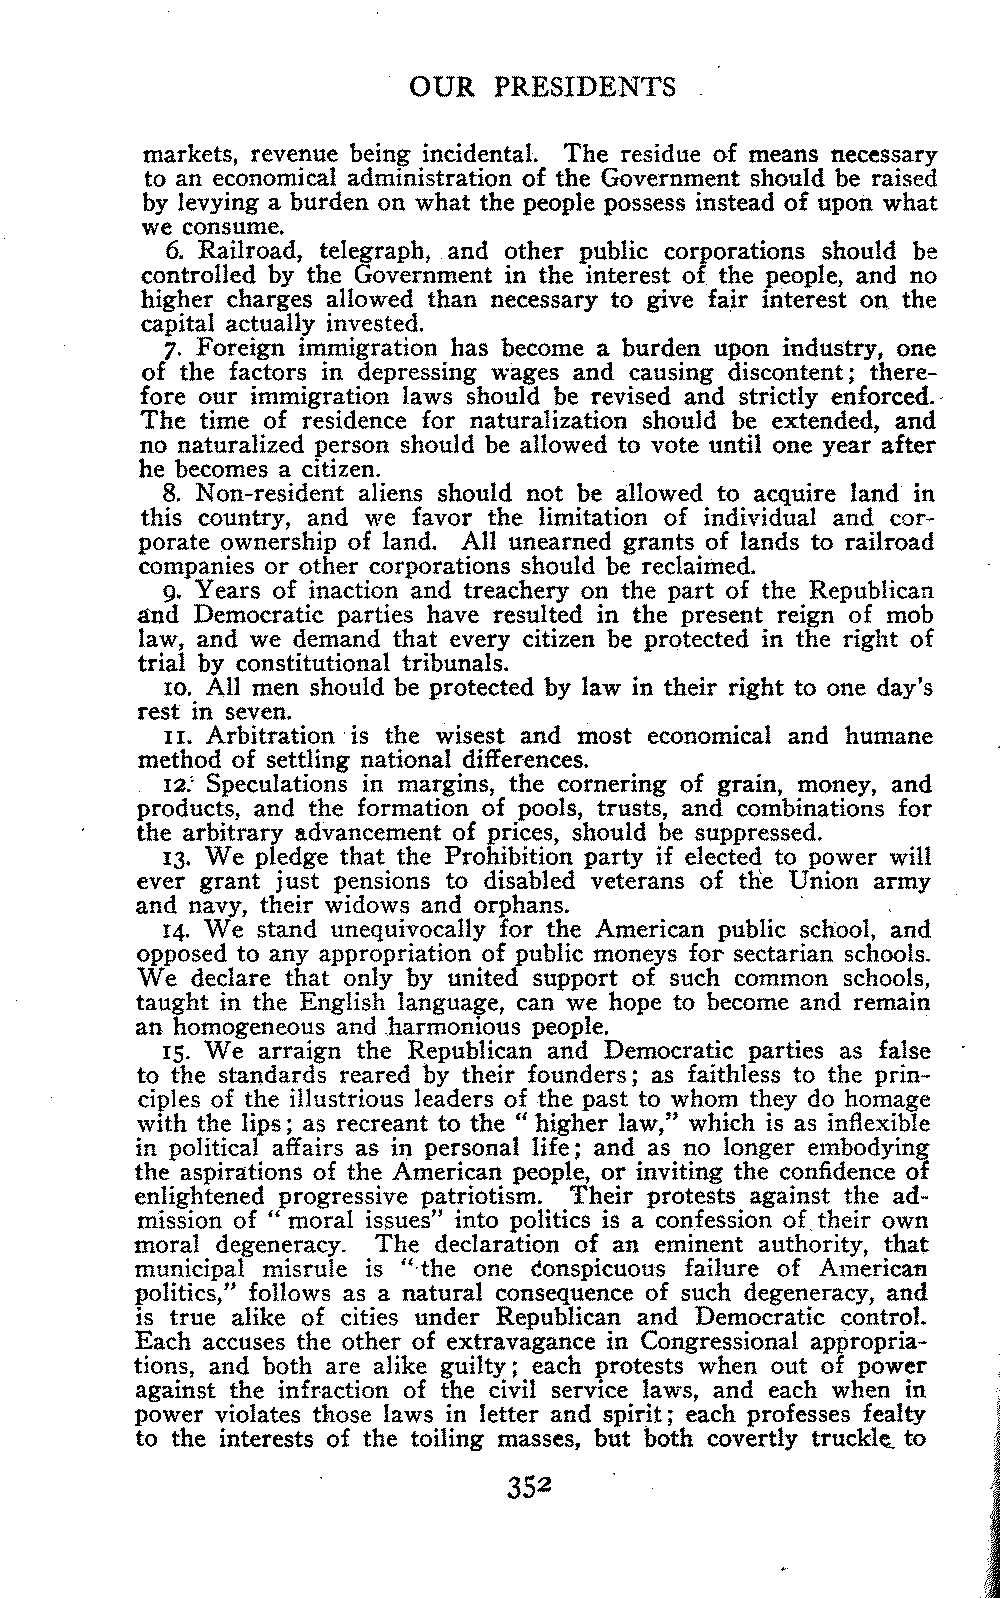 OUR PRESIDENTS
markets, revenue being incidental. The residue of means necessary
to an economical administration of the Government should be raised
by levying a burden on what the people possess instead of upon what
we consume.
6. Railroad, telegraph, and other public corporations should be
controlled by the Government in the interest of the people, and no
higher charges allowed than necessary to give fair interest on the
capital actually invested.
7. Foreign immigration has become a burden upon industry, one
of the factors in depressing wages and causing discontent; there-
fore our immigration laws should be revised and strictly enforced.
The time of residence for naturalization should be extended, and
no naturalized person should be allowed to vote until one year after
he becomes a citizen.
8. Non-resident aliens should not be allowed to acquire land in
this country, and we favor the limitation of individual and cor-
porate ownership of land. All unearned grants of lands to railroad
companies or other corporations should be reclaimed.
9. Years of inaction and treachery on the part of the Republican
and Democratic parties have resulted in the present reign of mob
law, and we demand that every citizen be protected in the right of
trial by constitutional tribunals.
10. All men should be protected by law in their right to one day's
rest in seven.
11. Arbitration is the wisest and most economical and humane
method of settling national differences.
12. Speculations in margins, the cornering of grain, money, and
products, and the formation of pools, trusts, and combinations for
the arbitrary advancement of prices, should be suppressed.
13. We pledge that the Prohibition party if elected to power will
ever grant just pensions to disabled veterans of the Union army
and navy, their widows and orphans.
14. We stand unequivocally for the American public school, and
opposed to any appropriation of public moneys for sectarian schools.
We declare that only by united support of such common schools,
taught in the English language, can we hope to become and remain
an homogeneous and harmonious people.
15. We arraign the Republican and Democratic parties as false
to the standards reared by their founders; as faithless to the prin-
ciples of the illustrious leaders of the past to whom they do homage
with the lips; as recreant to the "higher law," which is as inflexible
in political affairs as in personal life; and as no longer embodying
the aspirations of the American people, or inviting the confidence of
enlightened progressive patriotism. Their protests against the ad-
mission of "moral issues" into politics is a confession of their own
moral degeneracy. The declaration of an eminent authority, that
municipal misrule is "the one conspicuous failure of American
politics," follows as a natural consequence of such degeneracy, and
is true alike of cities under Republican and Democratic control.
Each accuses the other of extravagance in Congressional appropria-
tions, and both are alike guilty; each protests when out of power
against the infraction of the civil service laws, and each when in
power violates those laws in letter and spirit; each professes fealty
to the interests of the toiling masses, but both covertly truckle to
352